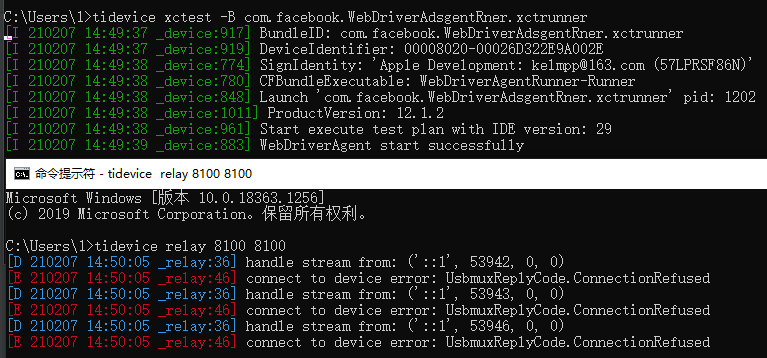 C:\Users\1>tidevice xctest -B com.facebook.WebDriverAdsgentRner.xctrunner
[I 210207 14:49:37 _device:917] BundleID: com.facebook.WebDriverAdsgentRner.xctrunner
[I 210207 14:49:37 _device:919] DeviceIdentifier: 00008020-00026D322E9A002E
[I 210207 14:49:38 _device:774] SignIdentity: 'Apple Development: kelmpp@163.com (57LPRSF86N)'
[I 210207 14:49:38 _device:780] CFBundleExecutable: WebDriverAgentRunner-Runner
[I 210207 14:49:38 _device:848] Launch 'com.facebook.WebDriverAdsgentRner.xctrunner' pid: 1202
[I 210207 14:49:38 _device:1011] ProductVersion: 12.1.2
[I 210207 14:49:38 _device:961] Start execute test plan with IDE version: 29
[I 210207 14:49:39 _device:883] WebDriverAgent start successfully
命令提示符 - tidevice relay 8100 8100
Microsoft Windows [版本 10.0.18363.1256]
(c) 2019 Microsoft Corporation。保留所有权利。
C:\Users\1>tidevice relay 8100 8100
[D 210207 14:50:05 _relay:36] handle stream from: ('::1', 53942, 0, 0)
[E 210207 14:50:05 _relay:46] connect to device error: UsbmuxReplyCode.ConnectionRefused
[D 210207 14:50:05 _relay:36] handle stream from: ('::1', 53943, 0, 0)
[E 210207 14:50:05 _relay:46] connect to device error: UsbmuxReplyCode.ConnectionRefused
[D 210207 14:50:05 _relay:36] handle stream from: ('::1', 53946, 0, 0)
[E 210207 14:50:05 _relay:46] connect to device error: UsbmuxReplyCode.ConnectionRefused